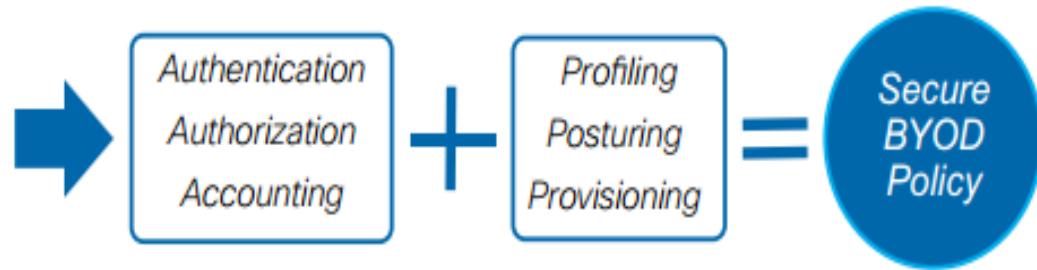 Authentication
Authorization
Accounting
+
Profiling
Posturing
Provisioning
=
Secure
BYOD
Policy